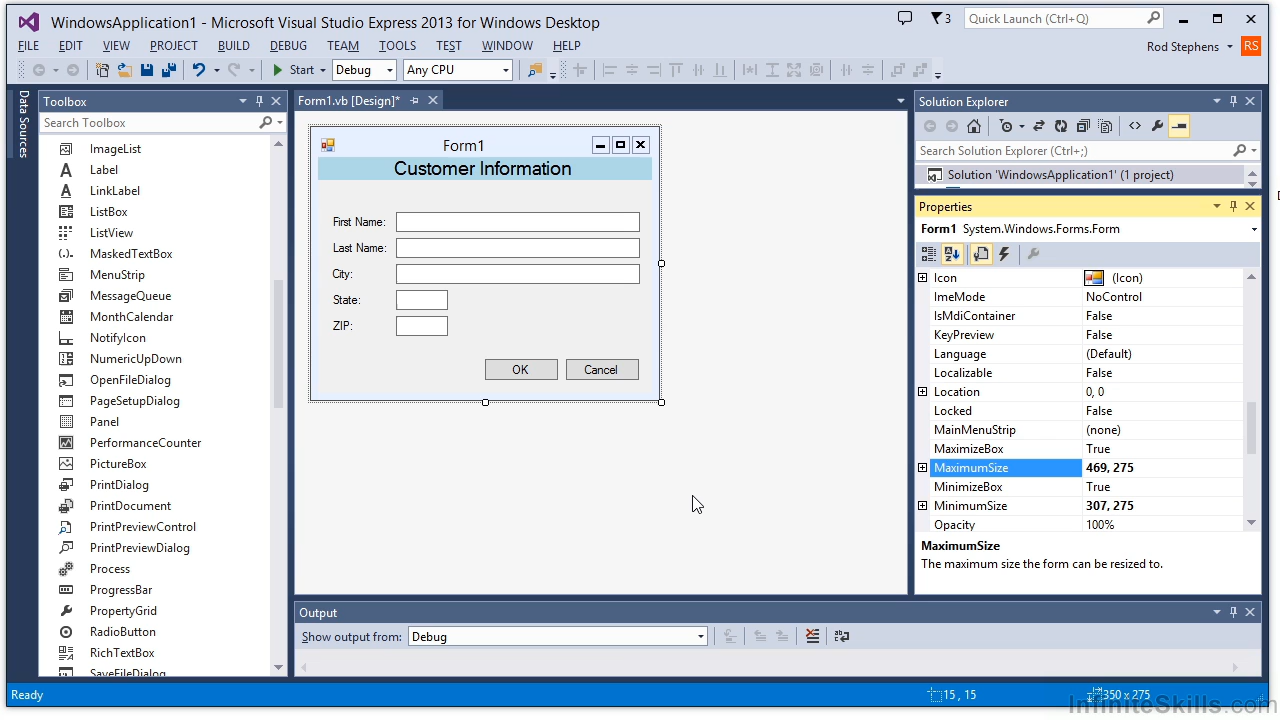 WindowsApplication1 - Microsoft Visual Studio Express 2013 for Windows Desktop
3
Quick Launch (Ctrl+Q)
FILE EDIT VIEW PROJECT BUILD DEBUG TEAM TOOLS TEST WINDOW HELP
Rod Stephens RS
Start Debug Any CPU
Data Sources
Toolbox
Search Toolbox
ImageList
Label
LinkLabel
ListBox
ListView
MaskedTextBox
MenuStrip
MessageQueue
MonthCalendar
NotifyIcon
NumericUpDown
OpenFileDialog
PageSetupDialog
Panel
PerformanceCounter
PictureBox
PrintDialog
PrintDocument
PrintPreviewControl
PrintPreviewDialog
Process
ProgressBar
PropertyGrid
RadioButton
RichTextBox
SaveFileDialog
Form1.vb [Design]*
Form1
Customer Information
First Name:
Last Name:
City:
State:
ZIP:
OK Cancel
Solution Explorer
Search Solution Explorer (Ctrl+;)
Solution 'WindowsApplication1' (1 project)
Properties
Form1 System.Windows.Forms.Form
Icon (Icon)
ImeMode NoControl
IsMdiContainer False
KeyPreview False
Language (Default)
Localizable False
Location 0, 0
Locked False
MainMenuStrip (none)
MaximizeBox True
MaximumSize 469, 275
MinimizeBox True
MinimumSize 307, 275
Opacity 100%
MaximumSize
The maximum size the form can be resized to.
Output
Show output from: Debug
Ready
15 , 15
350 x 275
InfiniteSkills.com